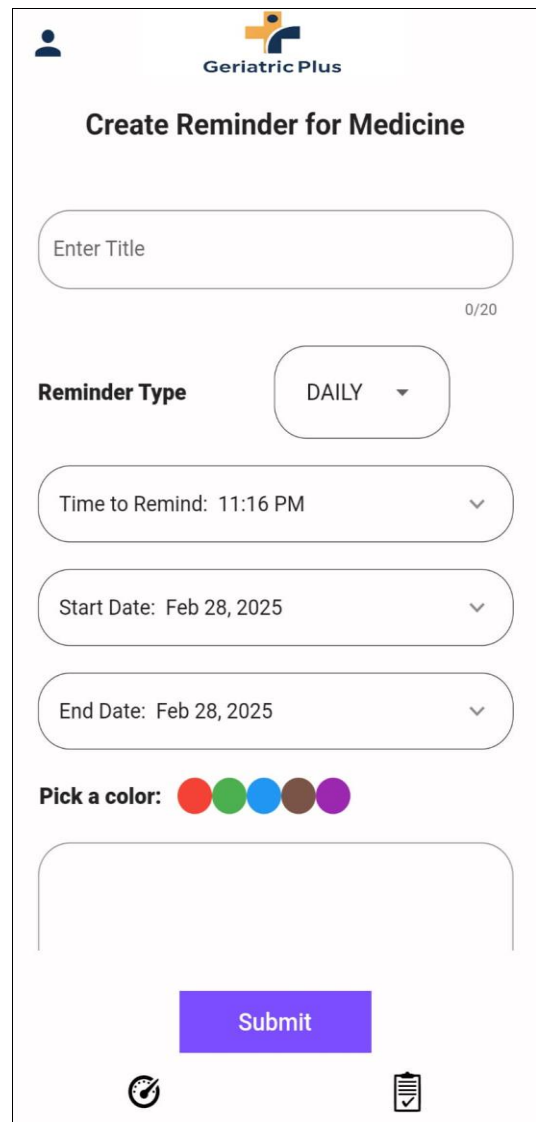 Geriatric Plus
Create Reminder for Medicine
Enter Title
0/20
Reminder Type DAILY
Time to Remind: 11:16 PM
Start Date: Feb 28, 2025
End Date: Feb 28, 2025
Pick a color:
Submit